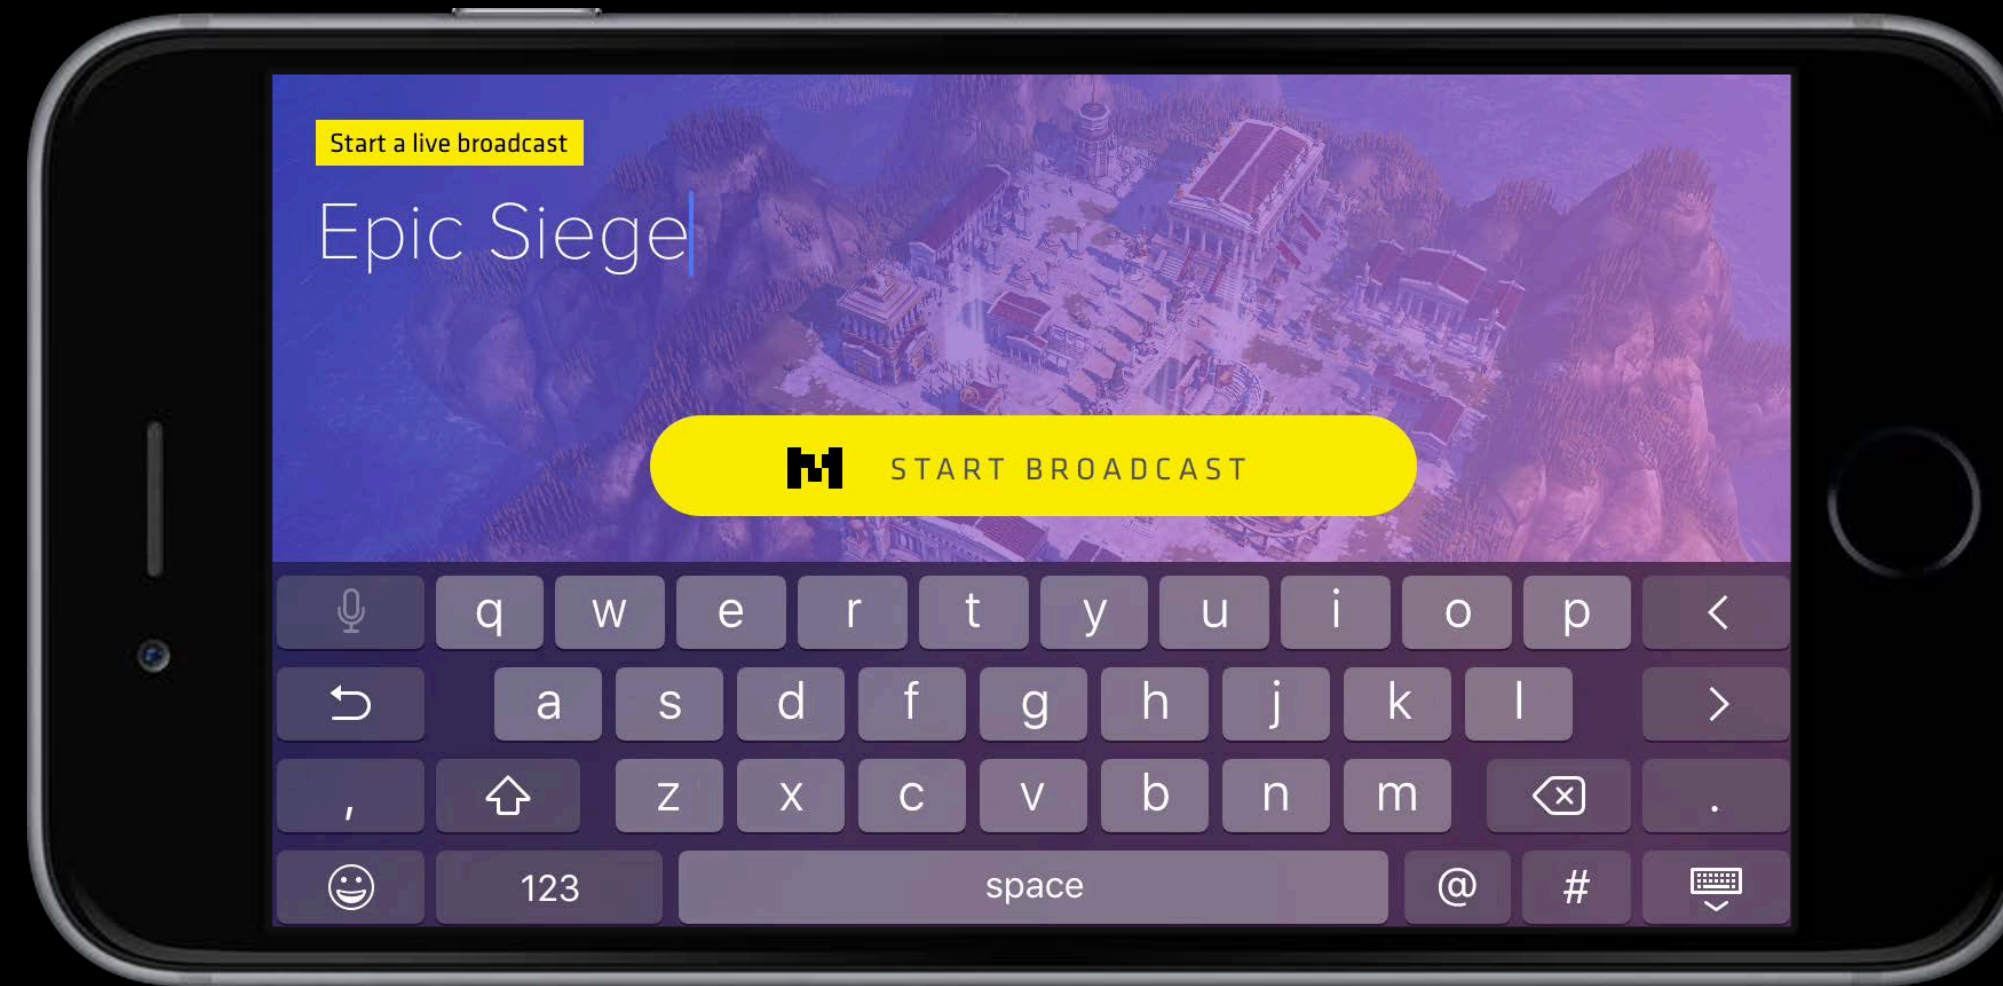 Start a live broadcast
Epic Siege
START BROADCAST
q w e r t y u i o p <
a s d f g h j k l >
, z x c v b n m .
123 space @ #